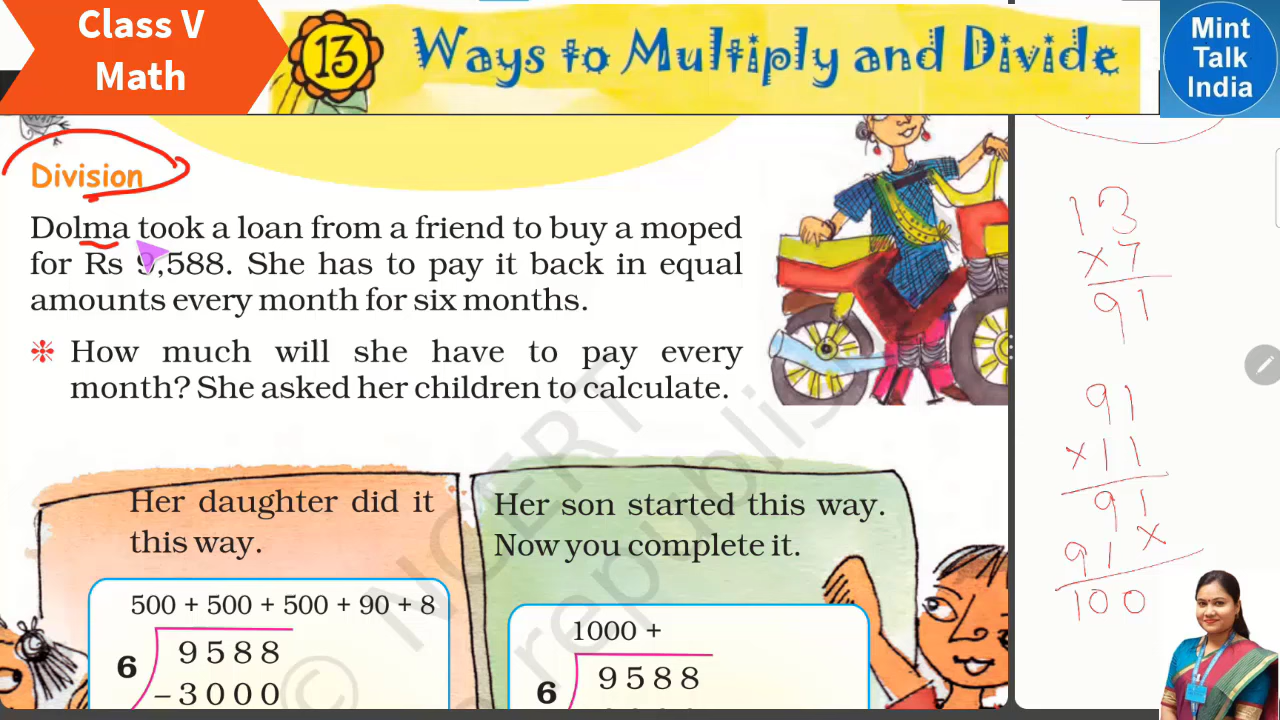 Class V
Math
13
Ways to Multiply and Divide
Mint
Talk
India
Division
Dolma took a loan from a friend to buy a moped
for Rs 9,588. She has to pay it back in equal
amounts every month for six months.
How much will she have to pay every
month? She asked her children to calculate.
Her daughter did it
this way.
500 + 500 + 500 + 90 + 8
6
9588
–3000
Her son started this way.
Now you complete it.
1000 +
6
9588
© NCERT
republis
13
×7
91
91
×11
91
91×
100